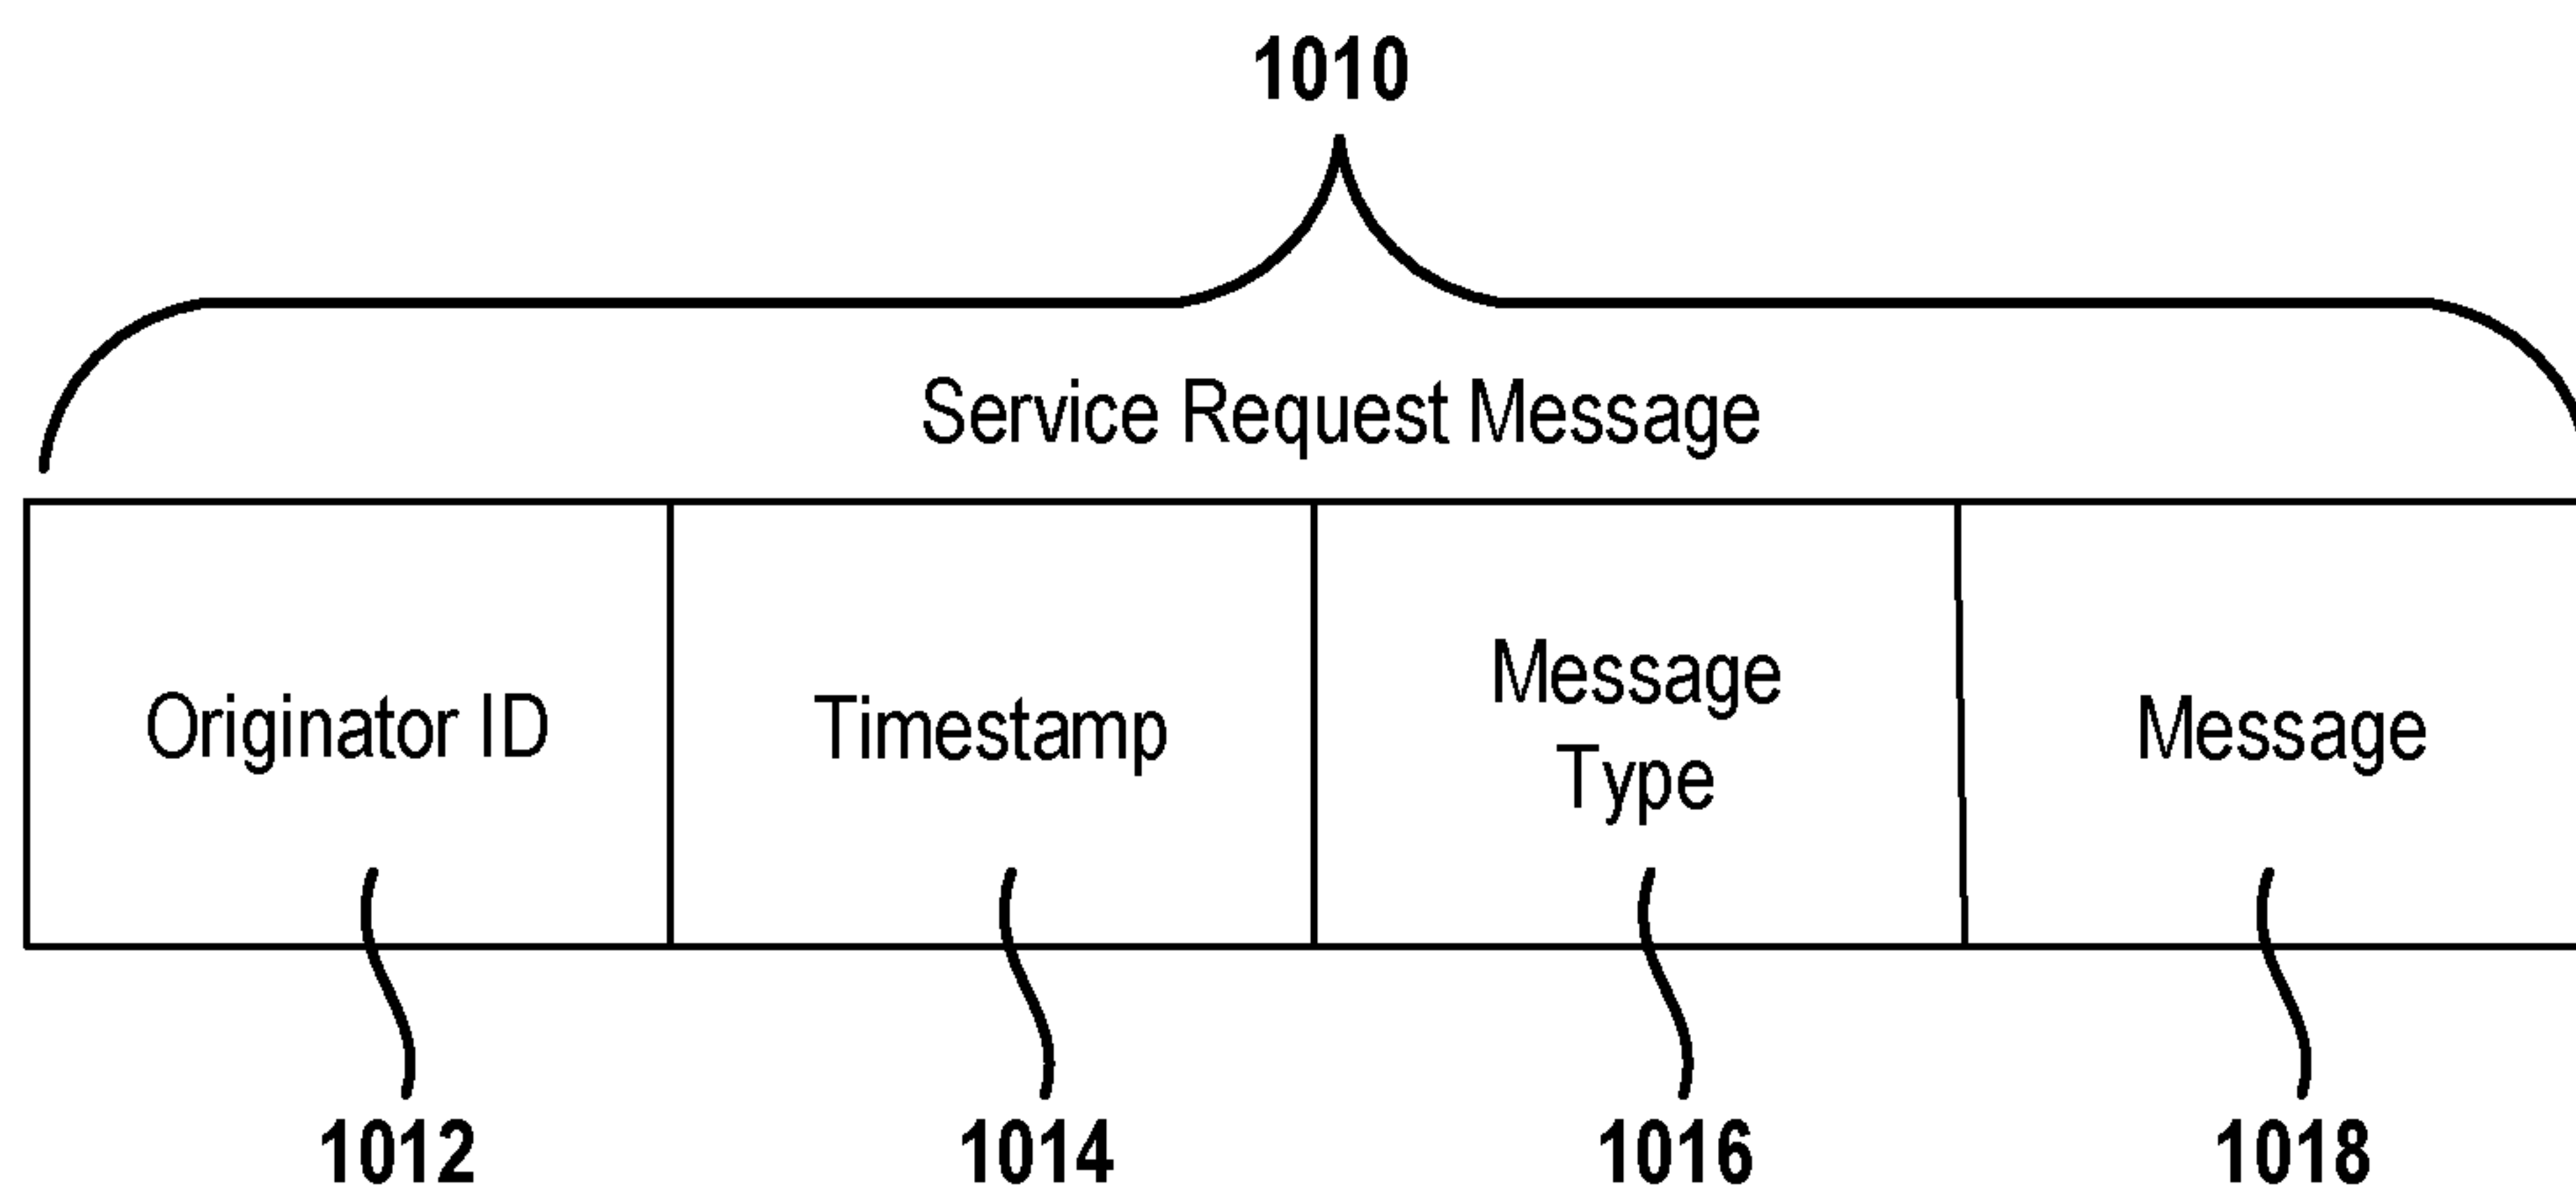 1010
Service Request Message
Originator ID
Timestamp
Message
Type
Message
1012
1014
1016
1018